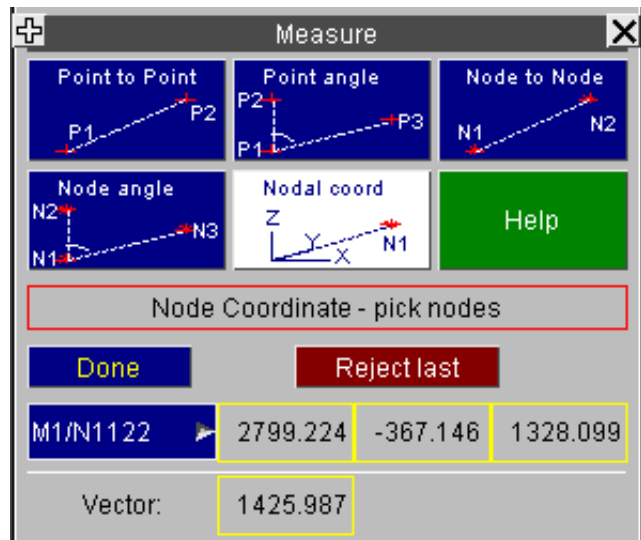 Measure
Point to Point
P1
P2
Point angle
P2
P3
P1
Node to Node
N1
N2
Node angle
N2
N3
N1
Nodal coord
Z
Y
X
N1
Help
Node Coordinate - pick nodes
Done
Reject last
M1/N1122 2799.224 -367.146 1328.099
Vector: 1425.987